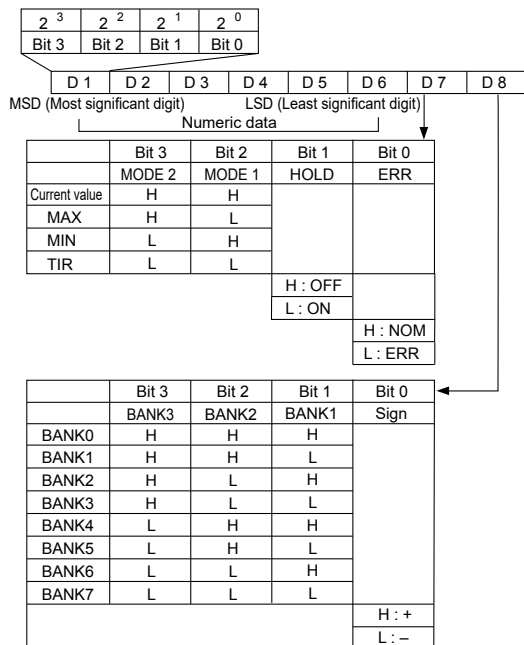 2 3 2 2 2 1 2 0
Bit 3 Bit 2 Bit 1 Bit 0
D 1 D 2 D 3 D 4 D 5 D 6 D 7 D 8
MSD (Most significant digit) LSD (Least significant digit)
Numeric data
Bit 3 Bit 2 Bit 1 Bit 0
MODE 2 MODE 1 HOLD ERR
Current value H H
MAX H L
MIN L H
TIR L L
H : OFF
L : ON
H : NOM
L : ERR
Bit 3 Bit 2 Bit 1 Bit 0
BANK3 BANK2 BANK1 Sign
BANK0 H H H
BANK1 H H L
BANK2 H L H
BANK3 H L L
BANK4 L H H
BANK5 L H L
BANK6 L L H
BANK7 L L L
H : +
L : –